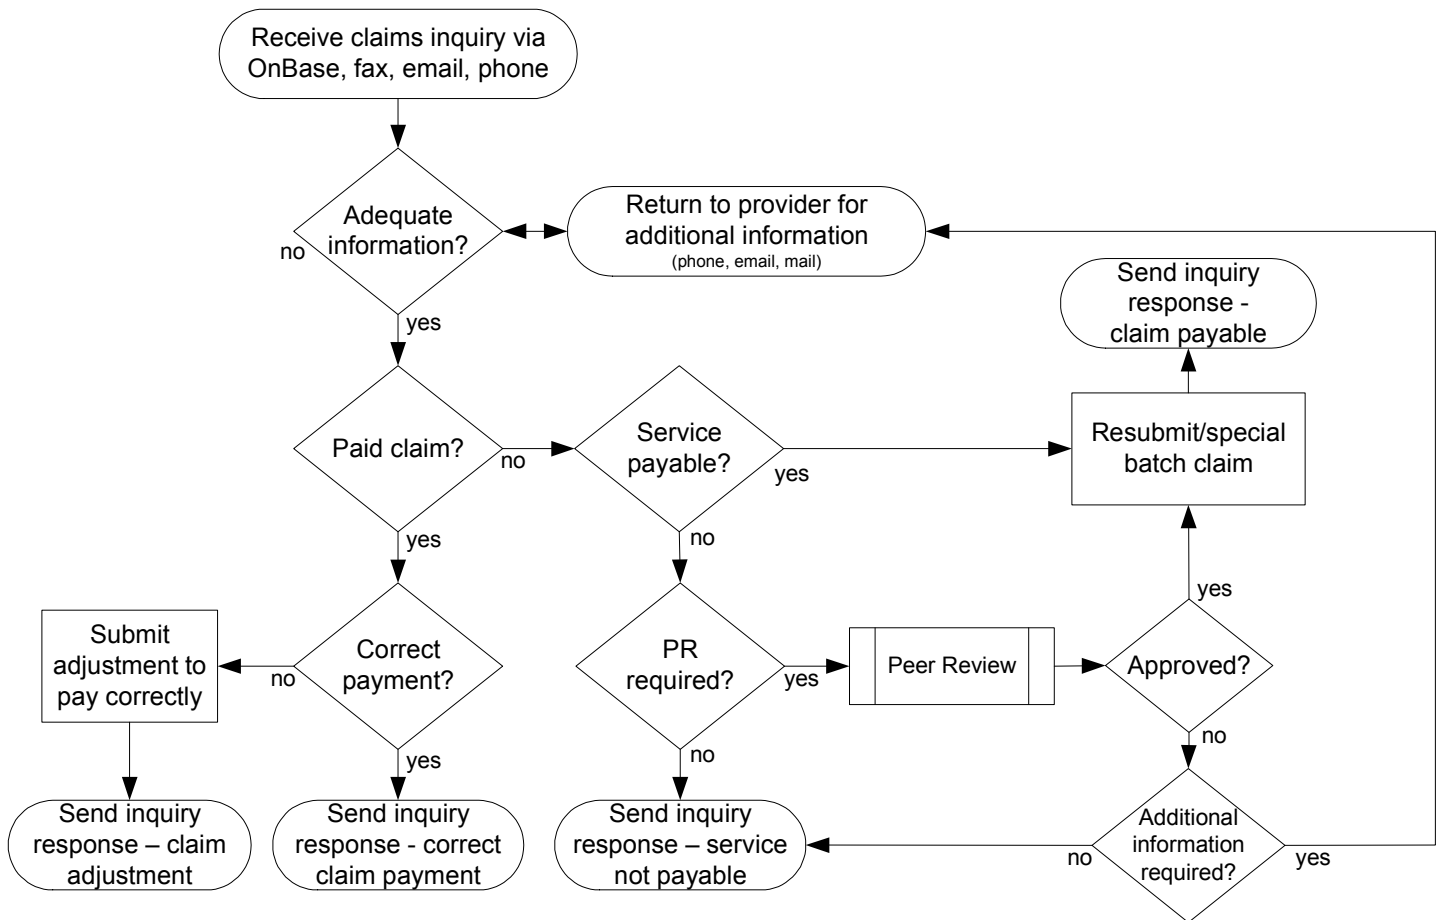 Receive claims inquiry via
OnBase, fax, email, phone
Adequate
information?
no
yes
Return to provider for
additional information
(phone, email, mail)
Send inquiry
response -
claim payable
Paid claim?
no
yes
Service
payable?
yes
no
Resubmit/special
batch claim
Submit
adjustment to
pay correctly
Correct
payment?
no
yes
PR
required?
yes
no
Peer Review
Approved?
yes
no
Send inquiry
response – claim
adjustment
Send inquiry
response - correct
claim payment
Send inquiry
response – service
not payable
Additional
information
required?
no
yes